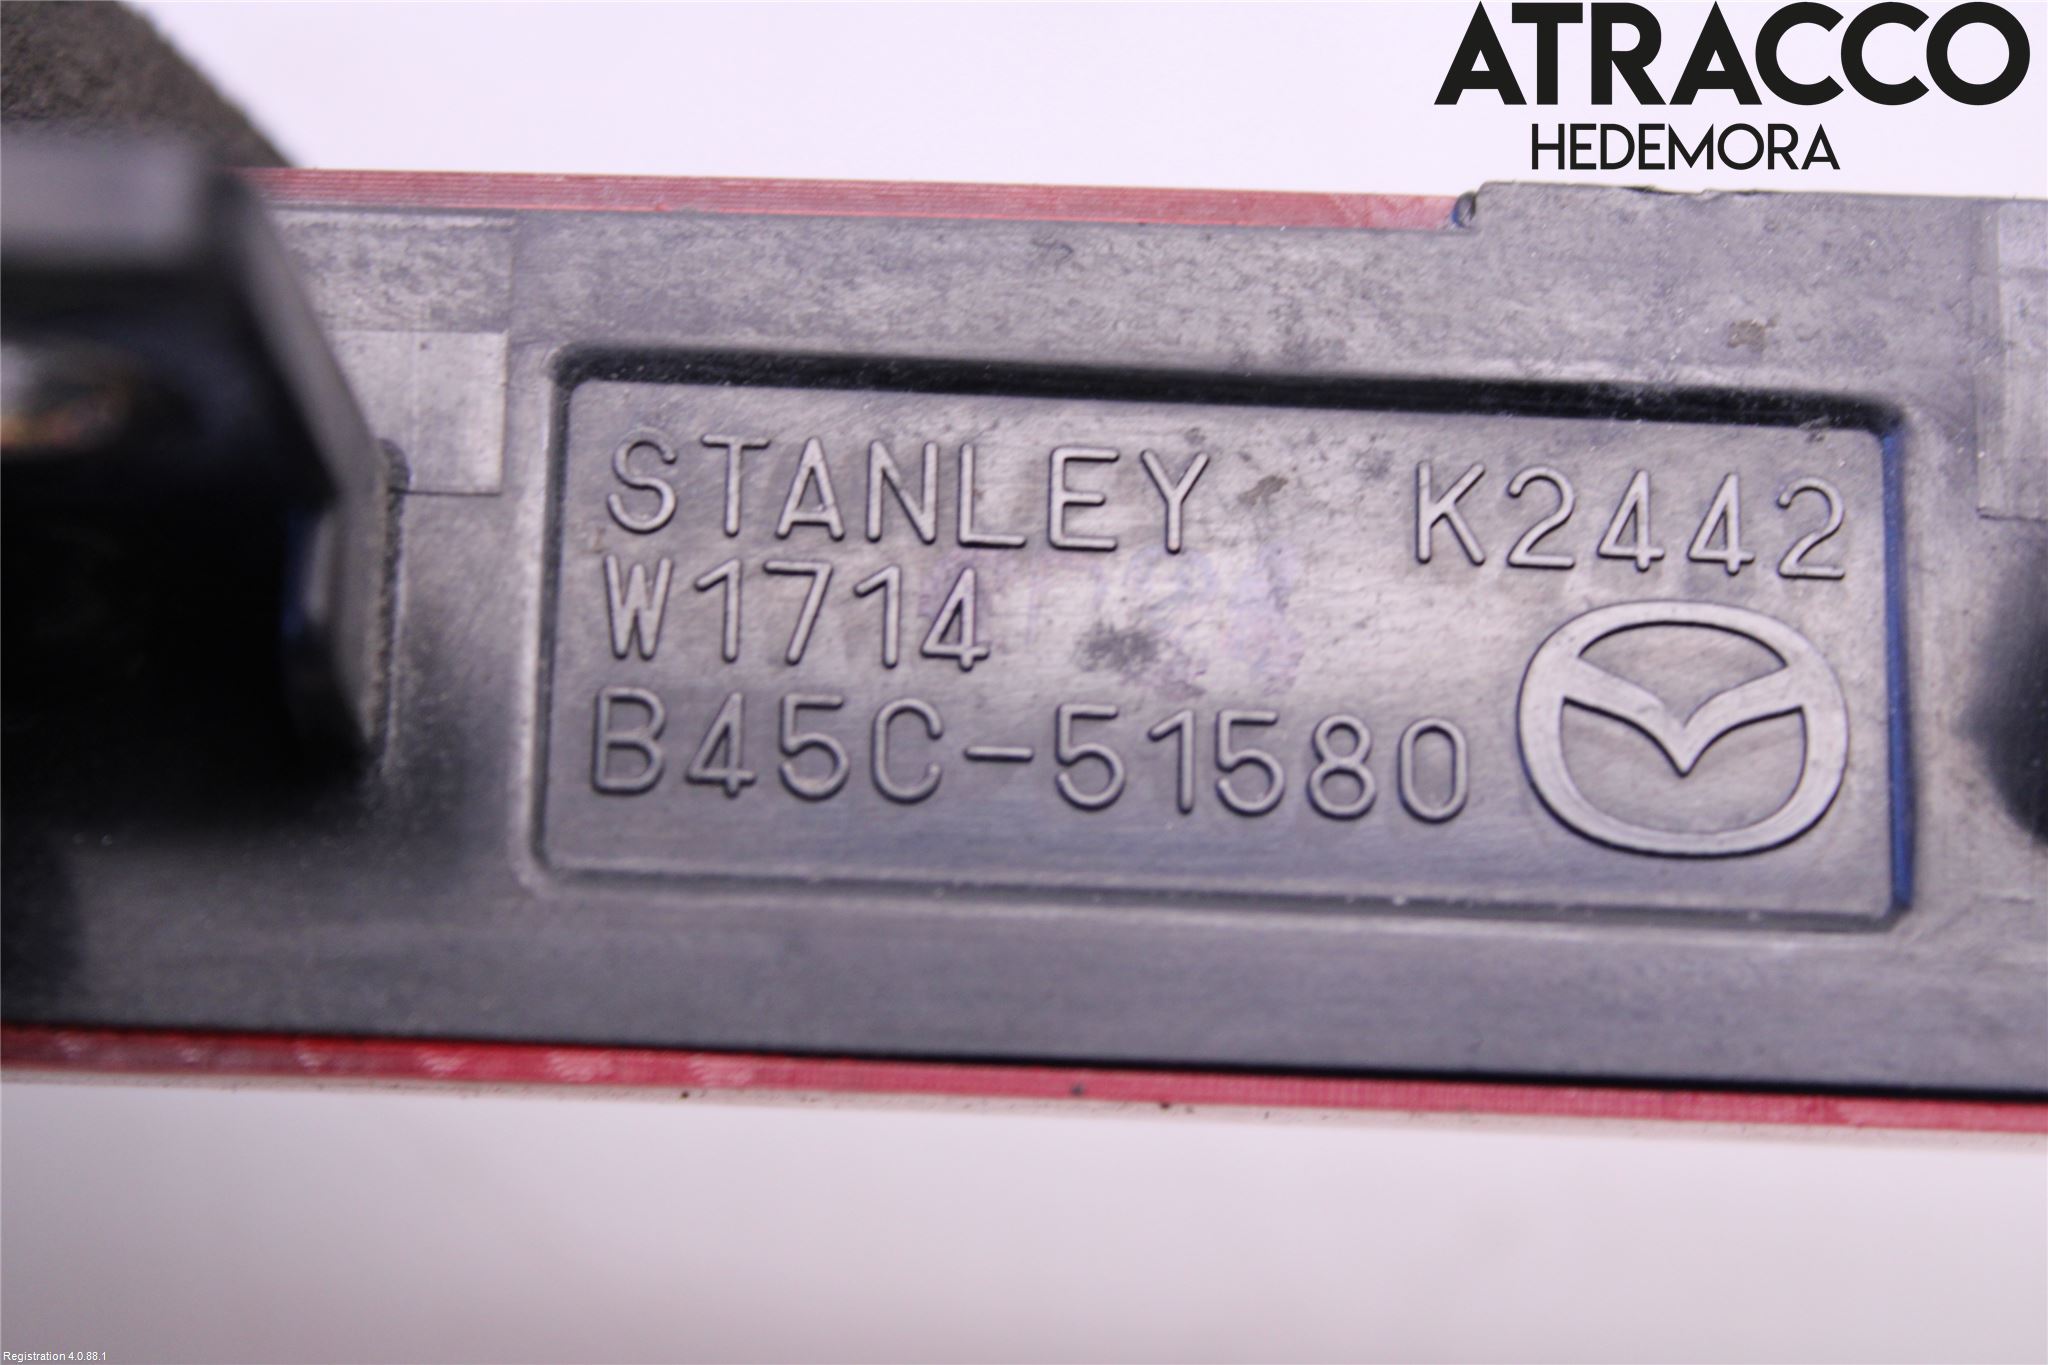 ATRACCO
HEDEMORA
STANLEY K2442
W1714
B45C-51580
Registration 4.0.88.1